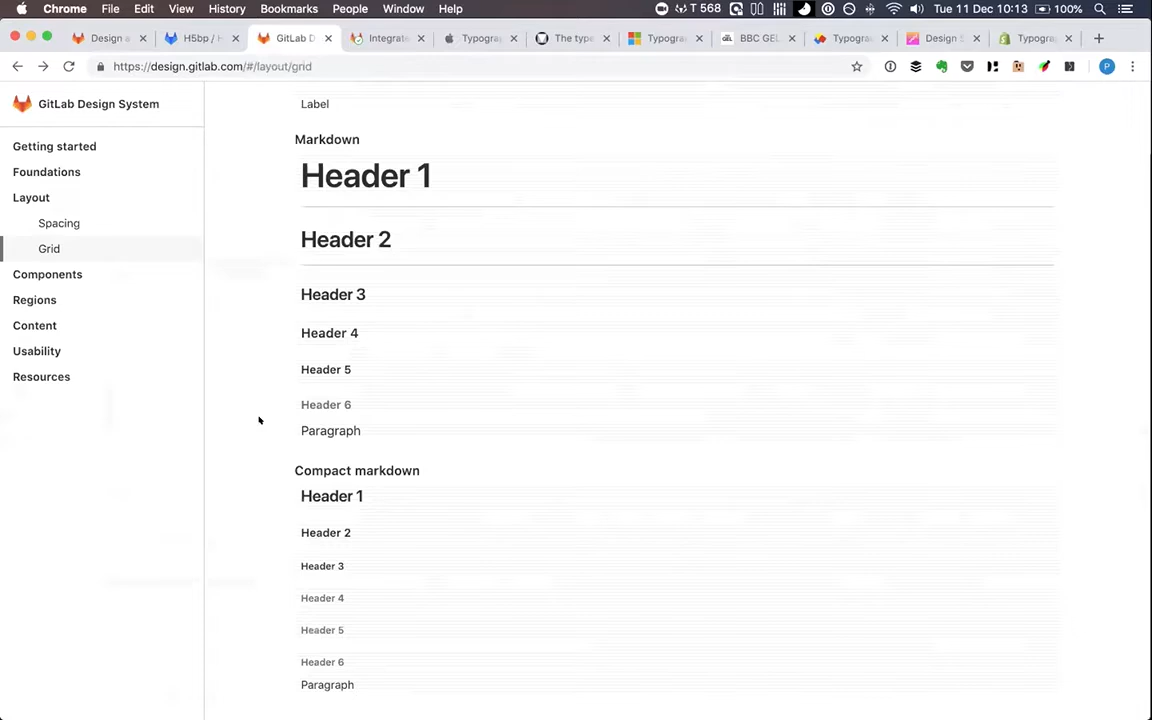 Chrome File Edit View History Bookmarks People Window Help T 568 Tue 11 Dec 10:13 100%
Design a H5bp / H GitLab D Integrate Typogra The type Typogra BBC GEL Typogra Design S Typogra
https://design.gitlab.com/#/layout/grid P
GitLab Design System
Label
Getting started
Foundations
Layout
Spacing
Grid
Components
Regions
Content
Usability
Resources
Markdown
Header 1
Header 2
Header 3
Header 4
Header 5
Header 6
Paragraph
Compact markdown
Header 1
Header 2
Header 3
Header 4
Header 5
Header 6
Paragraph